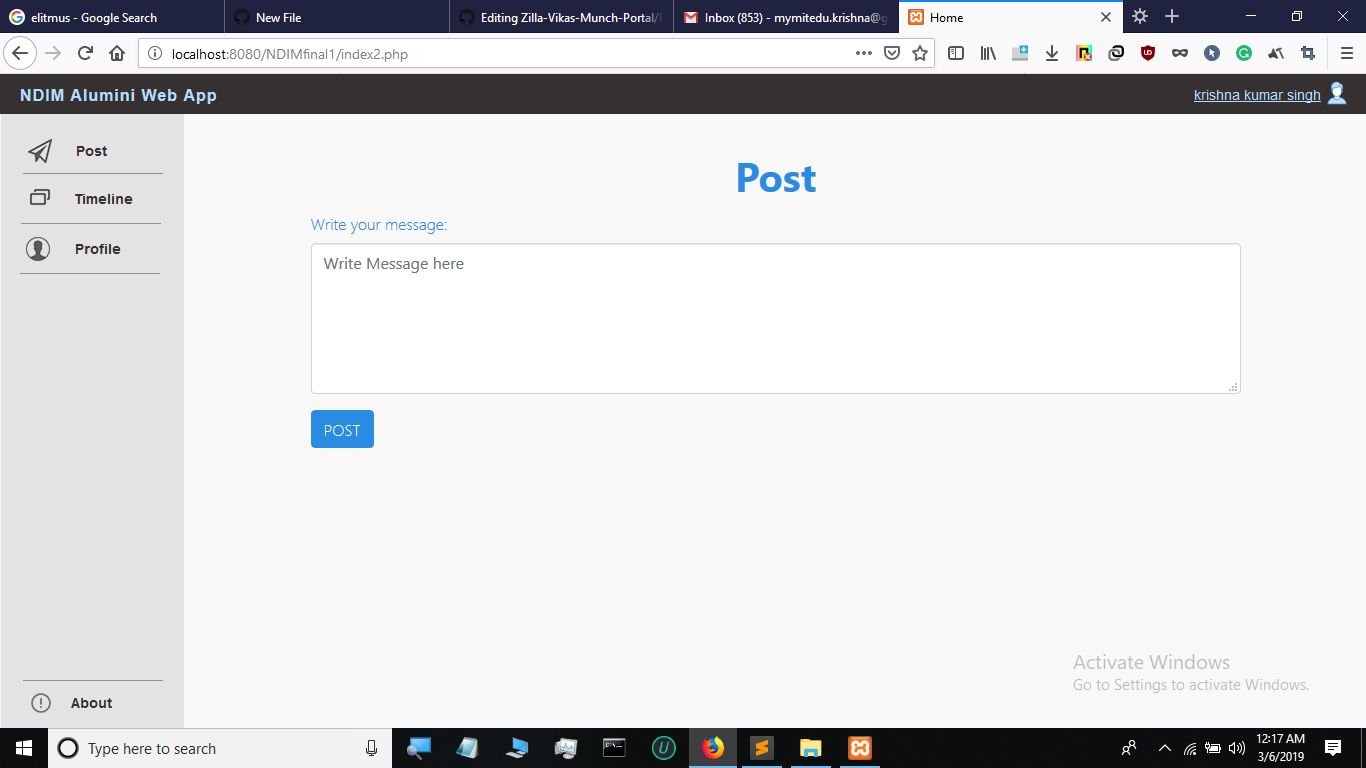 elitmus - Google Search
New File
Editing Zilla-Vikas-Munch-Portal/
Inbox (853) - mymitedu.krishna@g
Home
localhost:8080/NDIMfinal1/index2.php
NDIM Alumini Web App
krishna kumar singh
Post
Timeline
Profile
About
Post
Write your message:
Write Message here
POST
Activate Windows
Go to Settings to activate Windows.
Type here to search
12:17 AM
3/6/2019